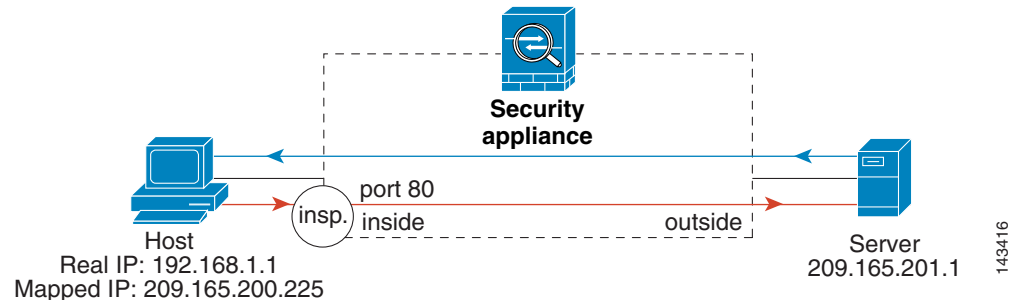 Security
appliance
port 80
insp.
inside
outside
Host
Real IP: 192.168.1.1
Mapped IP: 209.165.200.225
Server
209.165.201.1
143416